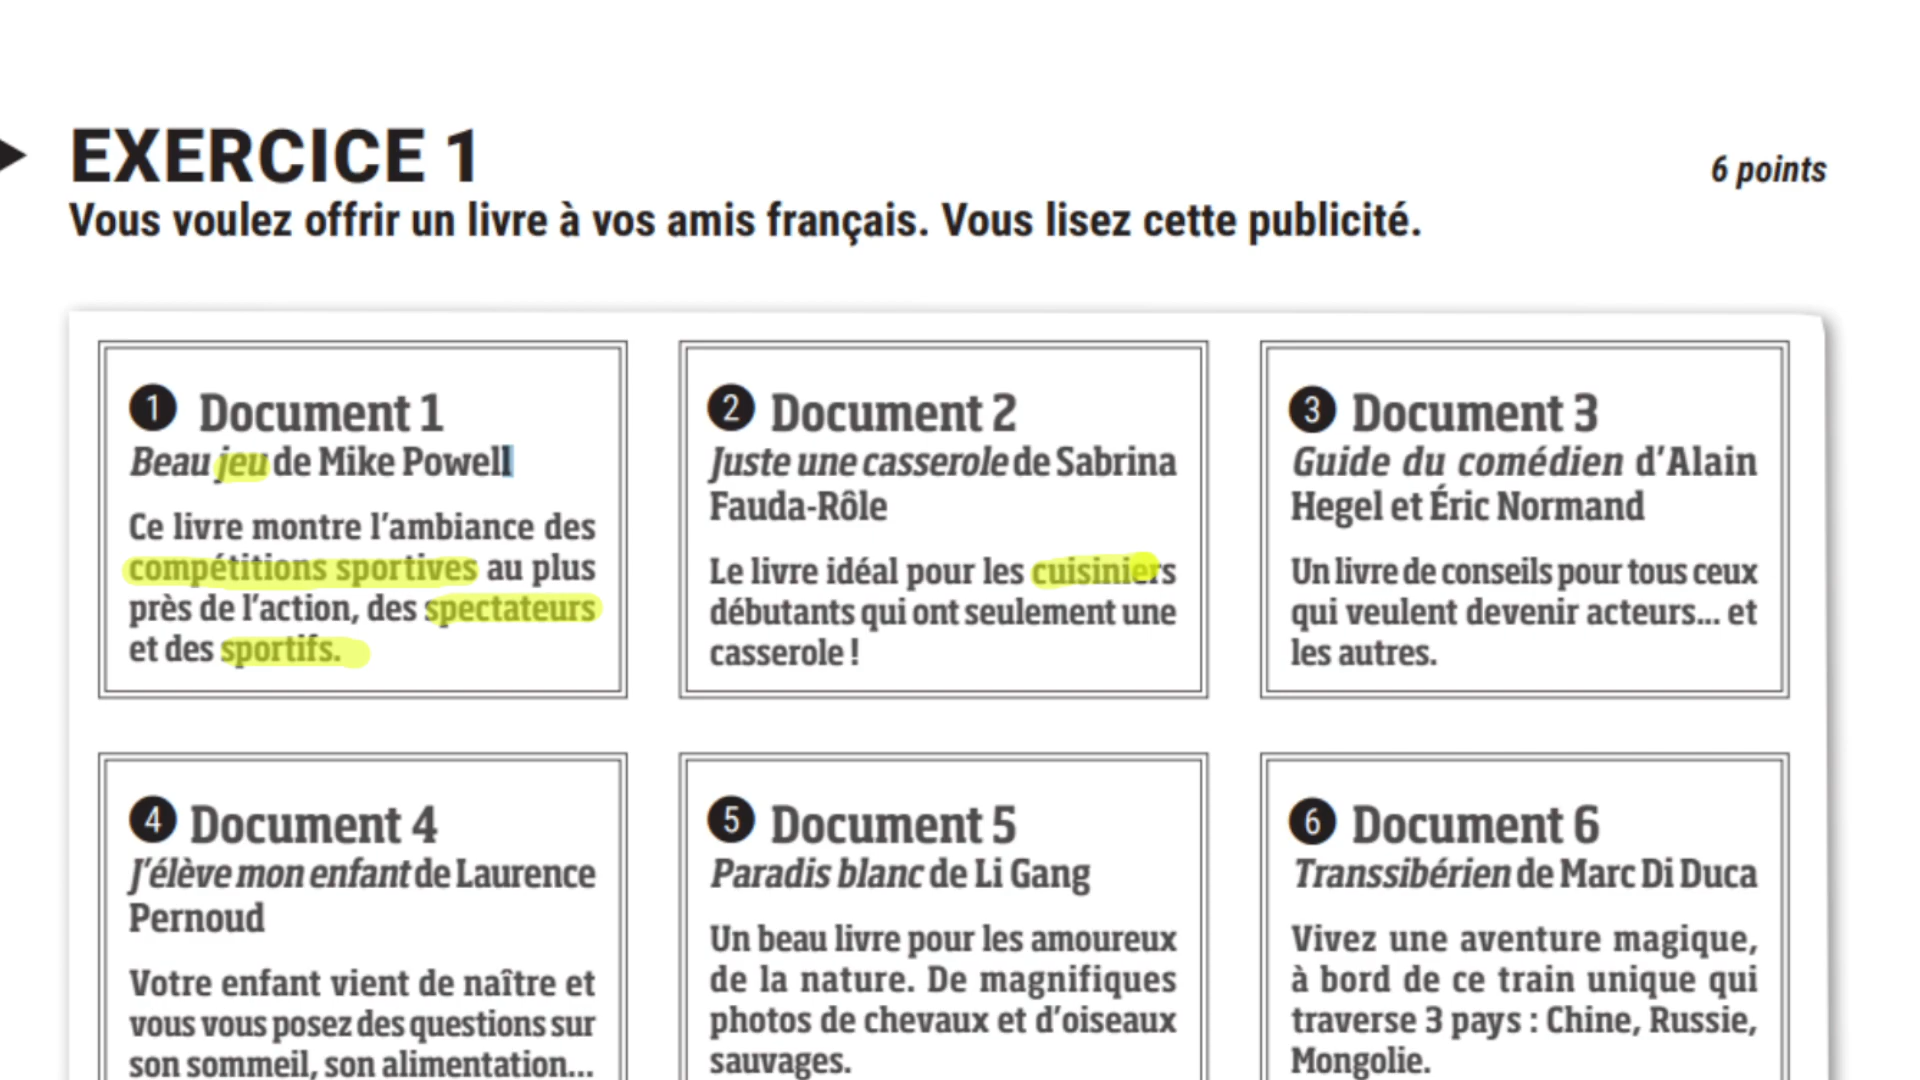 EXERCICE 1
6 points
Vous voulez offrir un livre à vos amis français. Vous lisez cette publicité.
1 Document 1
Beau jeu de Mike Powell
Ce livre montre l'ambiance des
compétitions sportives au plus
près de l'action, des spectateurs
et des sportifs.
2 Document 2
Juste une casserole de Sabrina
Fauda-Rôle
Le livre idéal pour les cuisiniers
débutants qui ont seulement une
casserole !
3 Document 3
Guide du comédien d'Alain
Hegel et Éric Normand
Un livre de conseils pour tous ceux
qui veulent devenir acteurs... et
les autres.
4 Document 4
J'élève mon enfant de Laurence
Pernoud
Votre enfant vient de naître et
vous vous posez des questions sur
son sommeil, son alimentation...
5 Document 5
Paradis blanc de Li Gang
Un beau livre pour les amoureux
de la nature. De magnifiques
photos de chevaux et d'oiseaux
sauvages.
6 Document 6
Transsibérien de Marc Di Duca
Vivez une aventure magique,
à bord de ce train unique qui
traverse 3 pays : Chine, Russie,
Mongolie.